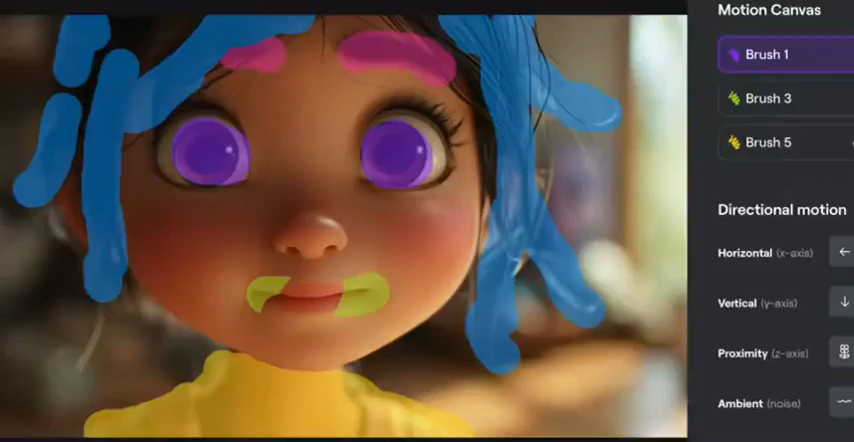 Motion Canvas
Brush 1
Brush 3
Brush 5
Directional motion
Horizontal (x-axis)
Vertical (y-axis)
Proximity (z-axis)
Ambient (noise)